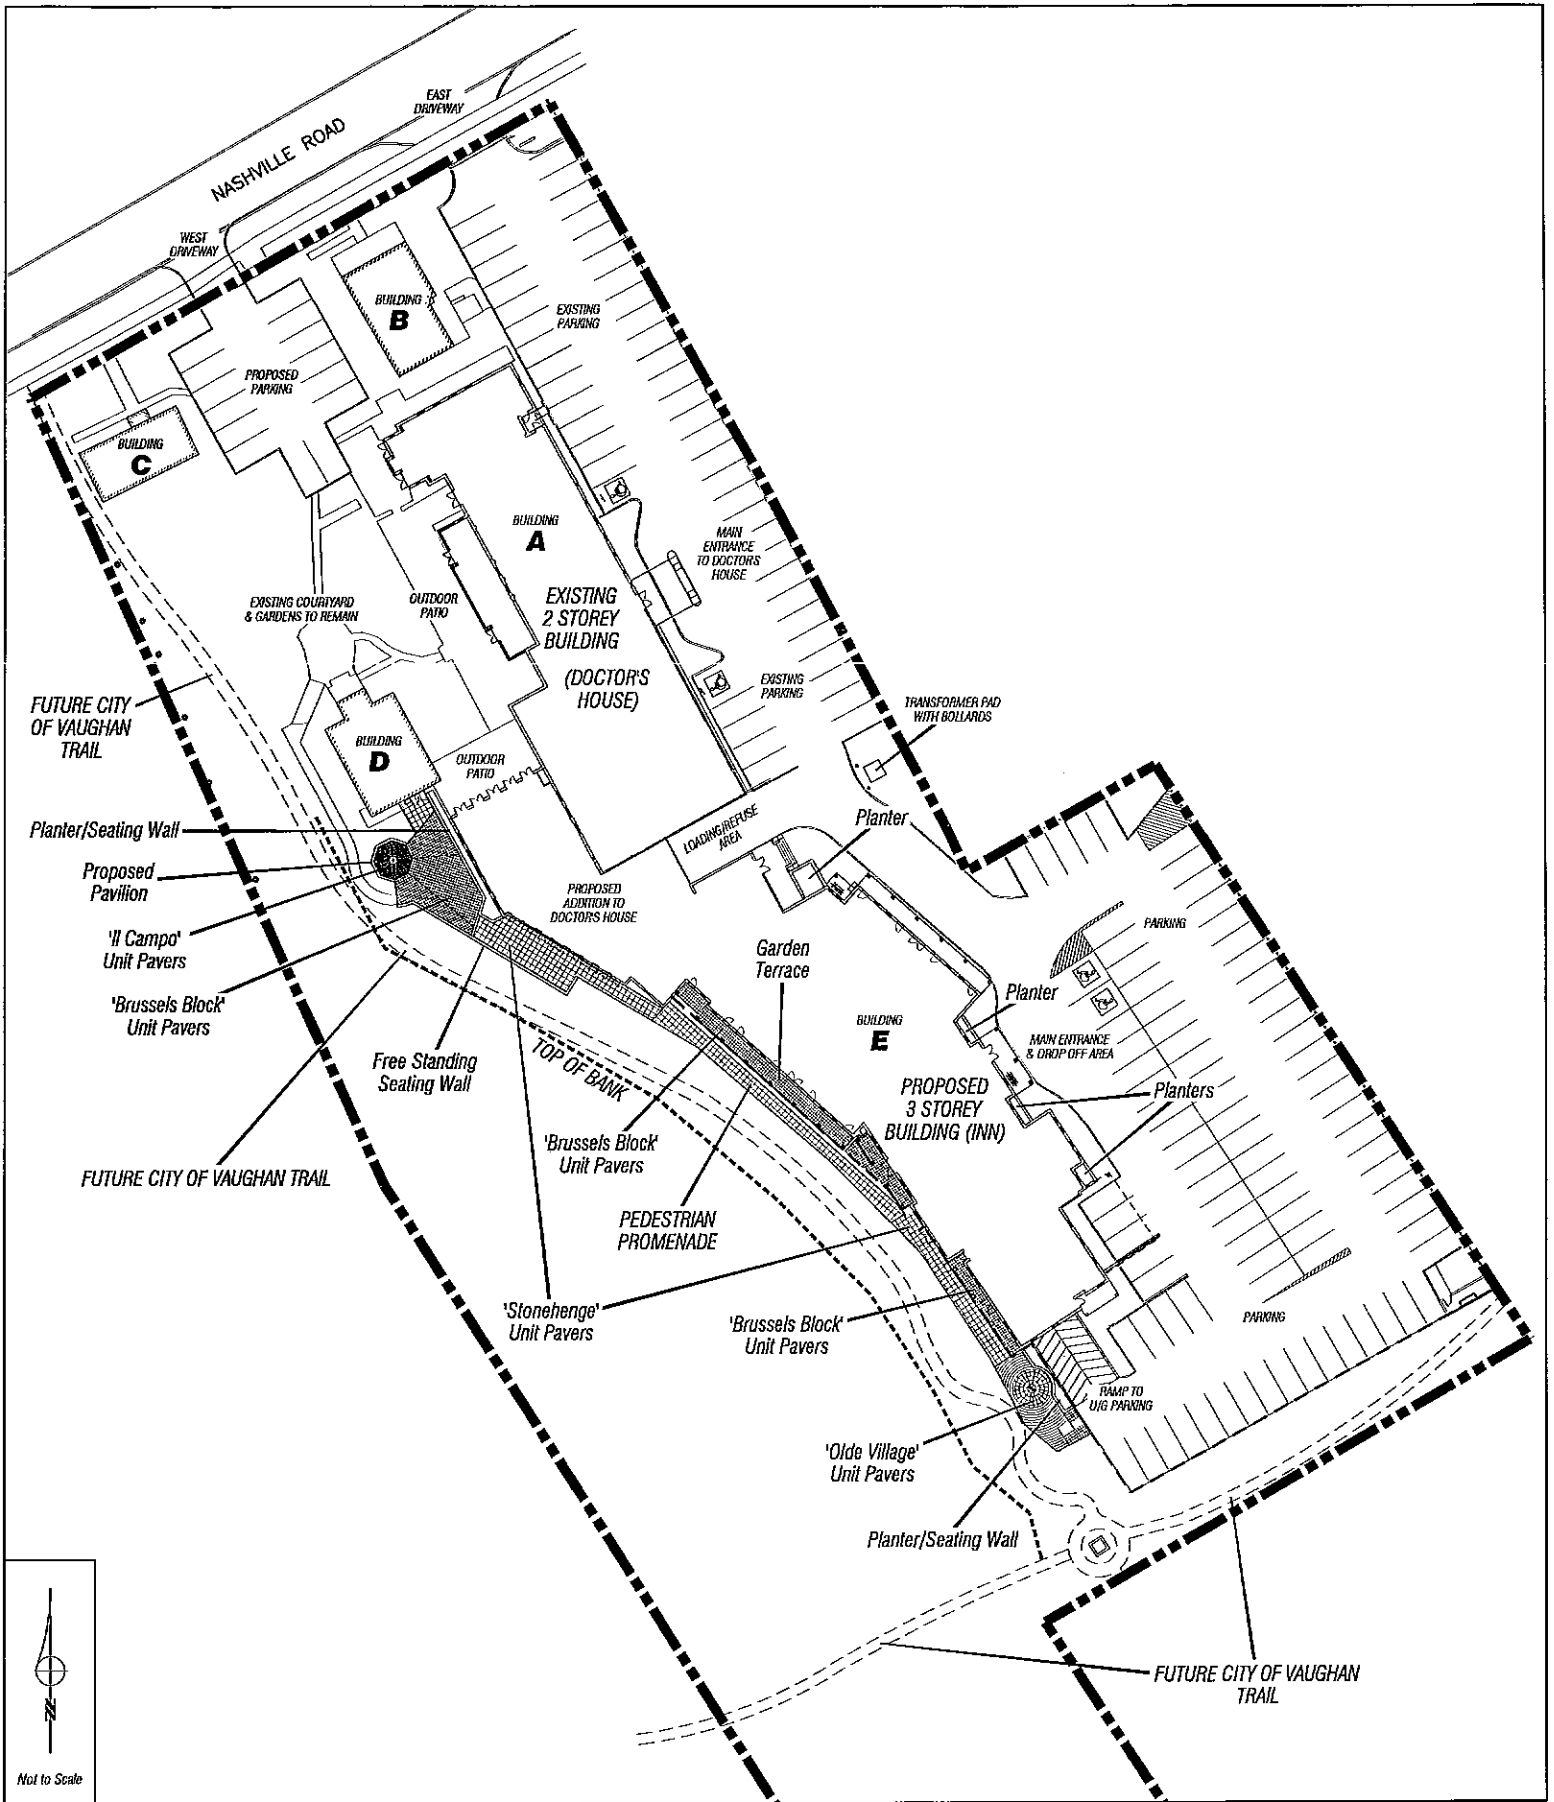 EAST
DRIVEWAY
NASHVILLE ROAD
WEST
DRIVEWAY
BUILDING
B
EXISTING
PARKING
PROPOSED
PARKING
BUILDING
C
BUILDING
A
MAIN
ENTRANCE
TO DOCTORS
HOUSE
EXISTING COURTYARD
& GARDENS TO REMAIN
OUTDOOR
PATIO
EXISTING
2 STOREY
BUILDING
(DOCTOR'S
HOUSE)
EXISTING
PARKING
FUTURE CITY
OF VAUGHAN
TRAIL
TRANSFORMER PAD
WITH BOLLARDS
BUILDING
D
OUTDOOR
PATIO
Planter/Seating Wall
LOADING/REFUSE
AREA
Planter
Proposed
Pavilion
PROPOSED
ADDITION TO
DOCTORS HOUSE
PARKING
'Il Campo'
Unit Pavers
Garden
Terrace
'Brussels Block'
Unit Pavers
Planter
BUILDING
E
MAIN ENTRANCE
& DROP OFF AREA
Free Standing
Seating Wall
TOP OF BANK
PROPOSED
3 STOREY
BUILDING (INN)
Planters
'Brussels Block'
Unit Pavers
FUTURE CITY OF VAUGHAN TRAIL
PEDESTRIAN
PROMENADE
'Stonehenge'
Unit Pavers
'Brussels Block'
Unit Pavers
PARKING
RAMP TO
U/G PARKING
'Olde Village'
Unit Pavers
Planter/Seating Wall
FUTURE CITY OF VAUGHAN
TRAIL
N
Not to Scale